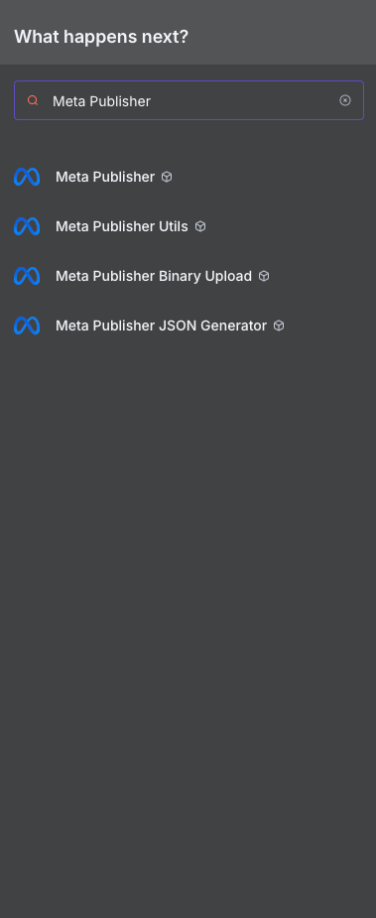 What happens next?
Meta Publisher
Meta Publisher
Meta Publisher Utils
Meta Publisher Binary Upload
Meta Publisher JSON Generator